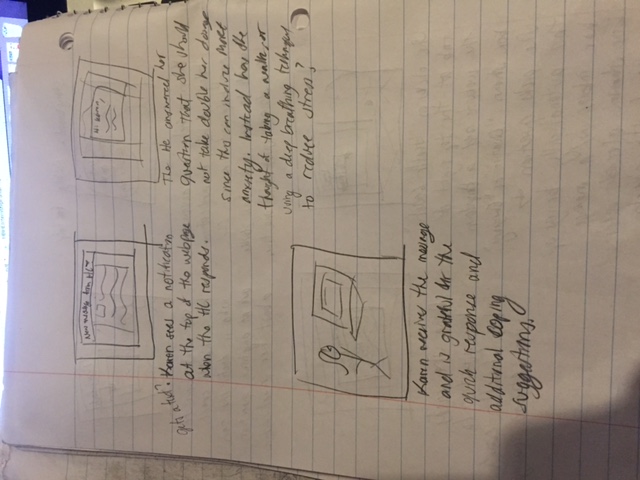 New message from HC
gets a text?
Karen sees a notification
at the top of the webpage
when the HC responds.
Hi Karen,
The HC answered her
question that she should
not take double her dosage
since this can induce more
anxiety. Instead has she
thought of taking a walk, or
using a deep breathing technique
to reduce stress?
Karen receives the message
and is grateful for the
quick response and
additional coping
suggestions.